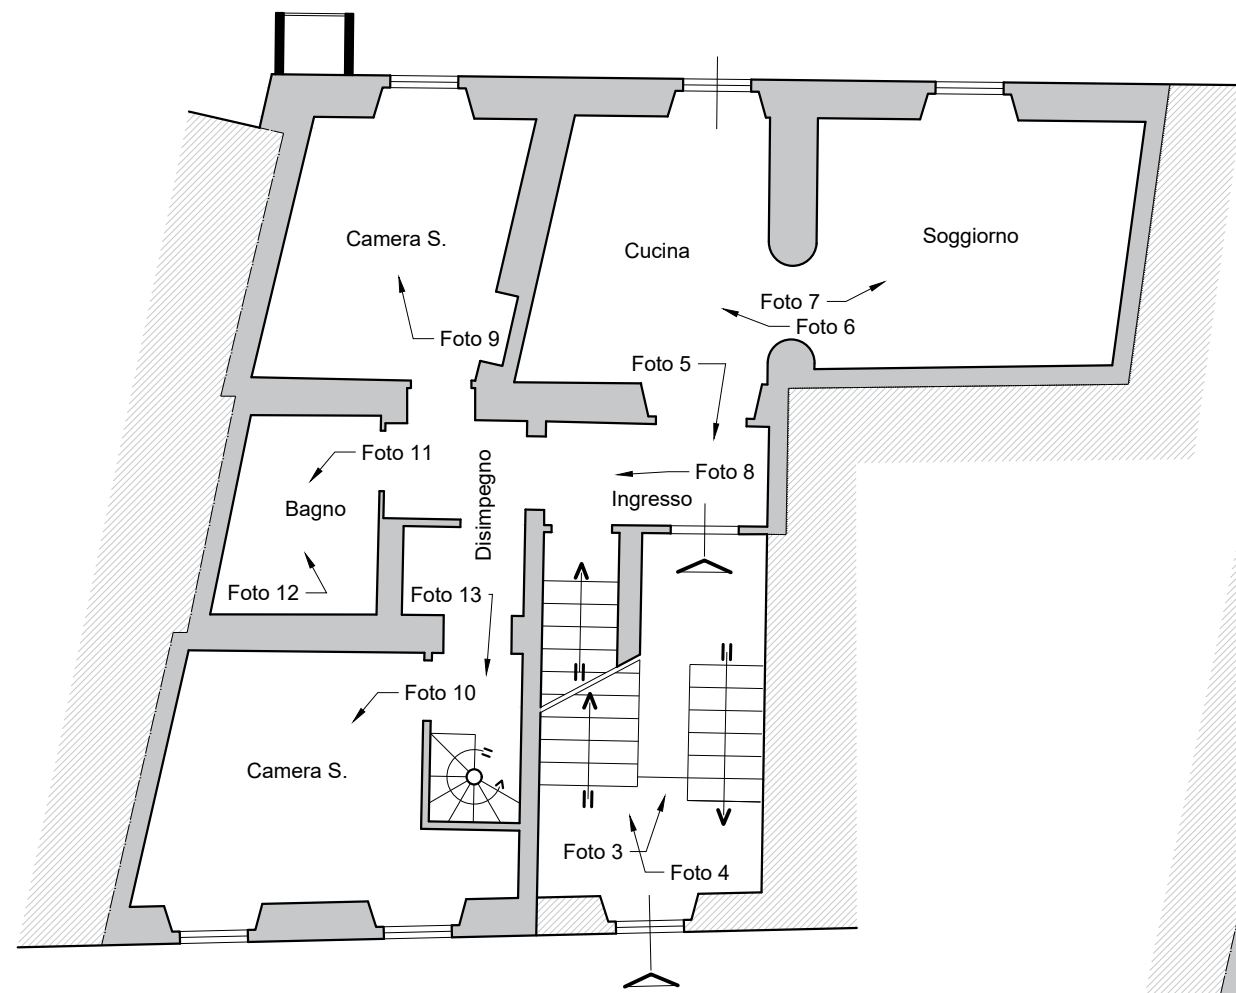 Camera S.
Cucina
Soggiorno
Foto 7
Foto 6
Foto 9
Foto 5
Foto 11
Foto 8
Ingresso
Disimpegno
Bagno
Foto 12
Foto 13
Foto 10
Camera S.
Foto 3
Foto 4